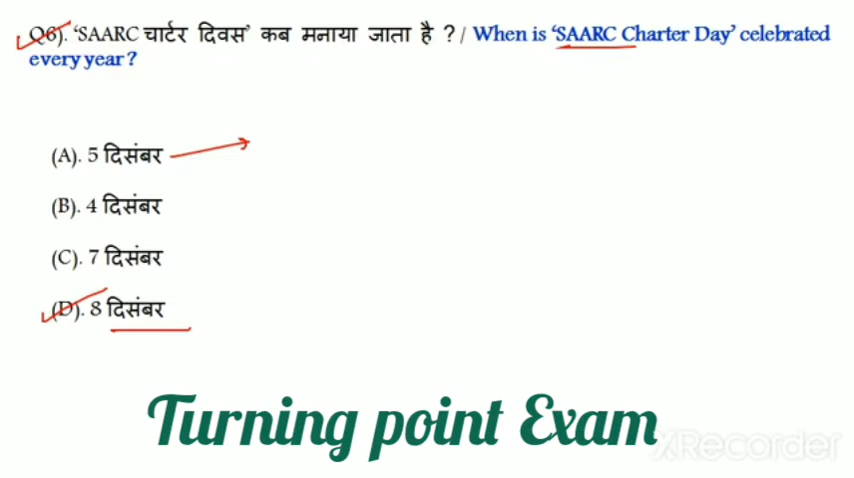 Q6). ‘SAARC चार्टर दिवस’ कब मनाया जाता है ? / When is ‘SAARC Charter Day’ celebrated
every year?
(A). 5 दिसंबर
(B). 4 दिसंबर
(C). 7 दिसंबर
(D). 8 दिसंबर
Turning point Exam
XRecorder